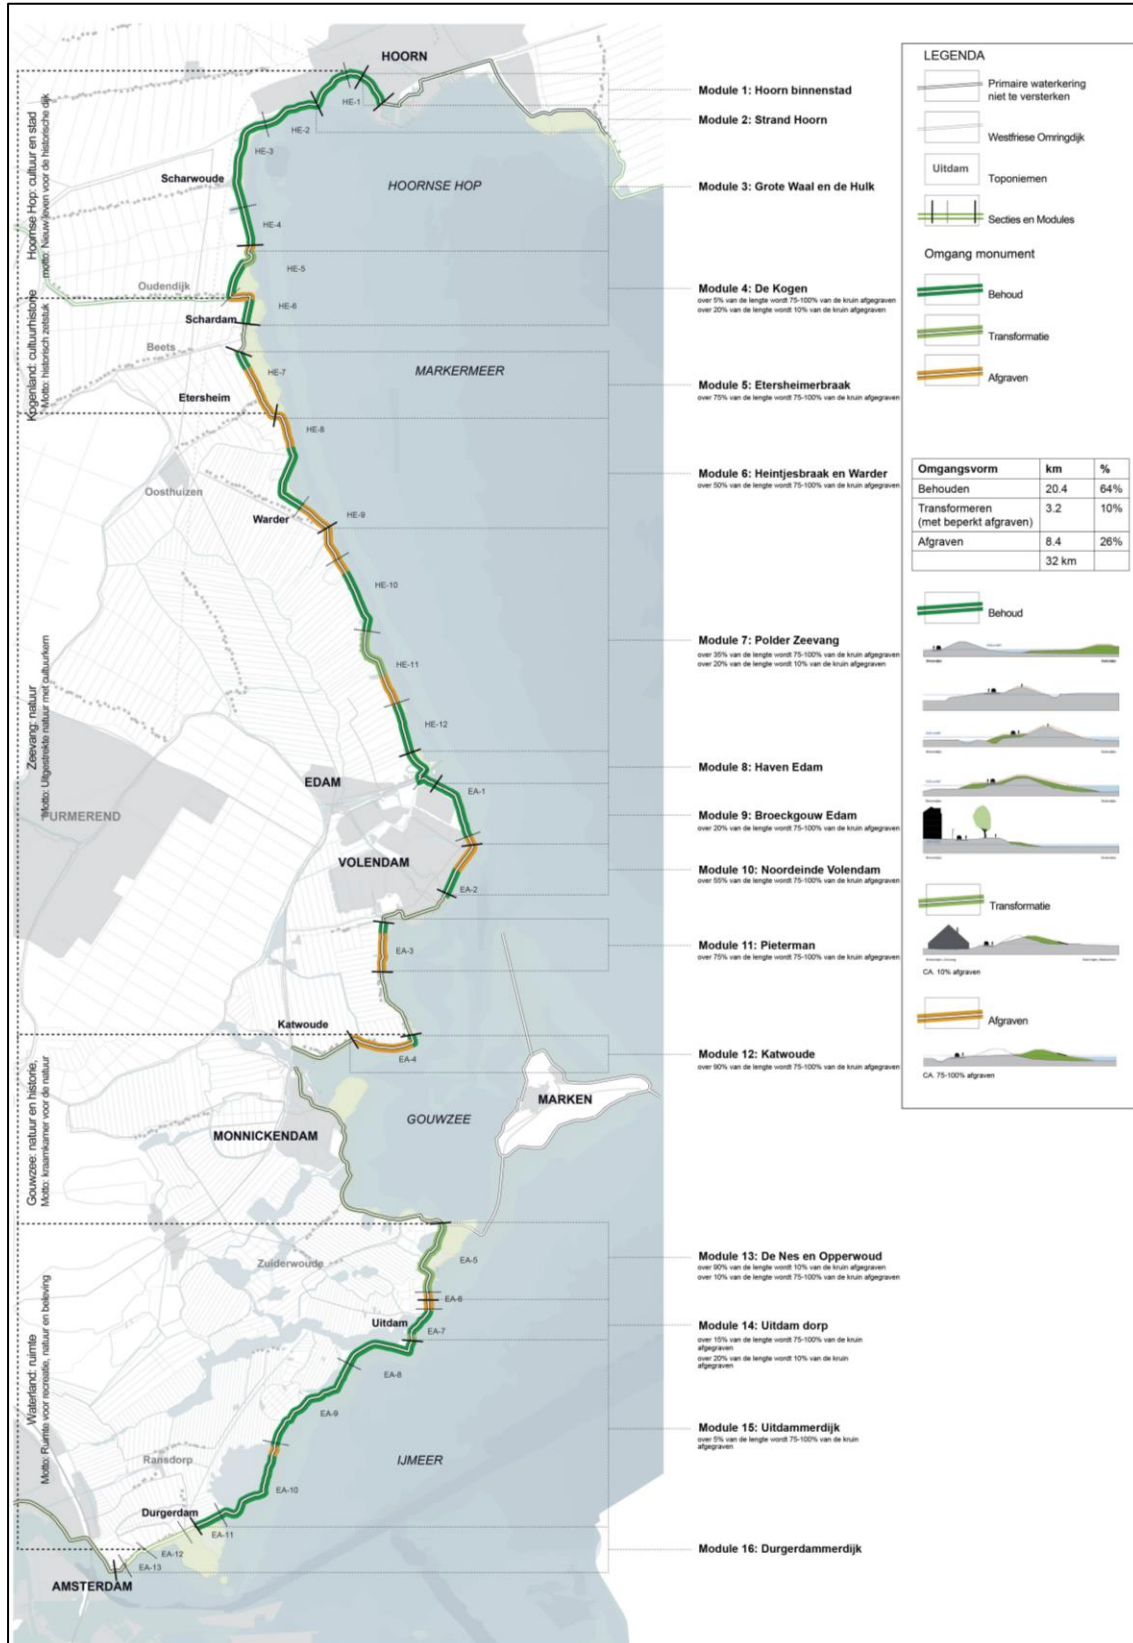 HOORN
HE-1
HE-2
HE-3
Scharwoude
HOORNSE HOP
HE-4
HE-5
Oudendijk
HE-6
Schardam
Beets
MARKERMEER
HE-7
Etersheim
HE-8
Oosthuizen
Warder
HE-9
HE-10
HE-11
HE-12
EDAM
EA-1
PURMEREND
VOLENDAM
EA-2
EA-3
Katwoude
EA-4
MARKEN
GOUWZEE
MONNICKENDAM
Zuiderwoude
EA-5
EA-6
Uitdam
EA-7
EA-8
EA-9
Ransdorp
IJMEER
EA-10
Durgerdam
EA-11
EA-12
EA-13
AMSTERDAM
Hoornse Hop: cultuur en stad
motto: Nieuw leven voor de historische dijk
Kogenland: cultuurhistorie
Motto: historisch zetstuk
Zeevang: natuur
Motto: Uitgestrekte natuur met cultuurkern
Gouwzee: natuur en historie,
Motto: kraamkamer voor de natuur
Waterland: ruimte
Motto: Ruimte voor recreatie, natuur en beleving
Module 1: Hoorn binnenstad
Module 2: Strand Hoorn
Module 3: Grote Waal en de Hulk
Module 4: De Kogen
over 5% van de lengte wordt 75-100% van de kruin afgegraven
over 20% van de lengte wordt 10% van de kruin afgegraven
Module 5: Etersheimerbraak
over 75% van de lengte wordt 75-100% van de kruin afgegraven
Module 6: Heintjesbraak en Warder
over 50% van de lengte wordt 75-100% van de kruin afgegraven
Module 7: Polder Zeevang
over 35% van de lengte wordt 75-100% van de kruin afgegraven
over 20% van de lengte wordt 10% van de kruin afgegraven
Module 8: Haven Edam
Module 9: Broeckgouw Edam
over 20% van de lengte wordt 75-100% van de kruin afgegraven
Module 10: Noordeinde Volendam
over 55% van de lengte wordt 75-100% van de kruin afgegraven
Module 11: Pieterman
over 75% van de lengte wordt 75-100% van de kruin afgegraven
Module 12: Katwoude
over 90% van de lengte wordt 75-100% van de kruin afgegraven
Module 13: De Nes en Opperwoud
over 90% van de lengte wordt 10% van de kruin afgegraven
over 10% van de lengte wordt 75-100% van de kruin afgegraven
Module 14: Uitdam dorp
over 15% van de lengte wordt 75-100% van de kruin
afgegraven
over 20% van de lengte wordt 10% van de kruin
afgegraven
Module 15: Uitdammerdijk
over 5% van de lengte wordt 75-100% van de kruin
afgegraven
Module 16: Durgerdammerdijk
LEGENDA
Primaire waterkering
niet te versterken
Westfriese Omringdijk
Uitdam Toponiemen
Secties en Modules
Omgang monument
Behoud
Transformatie
Afgraven
Omgangsvorm km %
Behouden 20.4 64%
Transformeren 3.2 10%
(met beperkt afgraven)
Afgraven 8.4 26%
32 km
Behoud
Transformatie
CA. 10% afgraven
Afgraven
CA. 75-100% afgraven